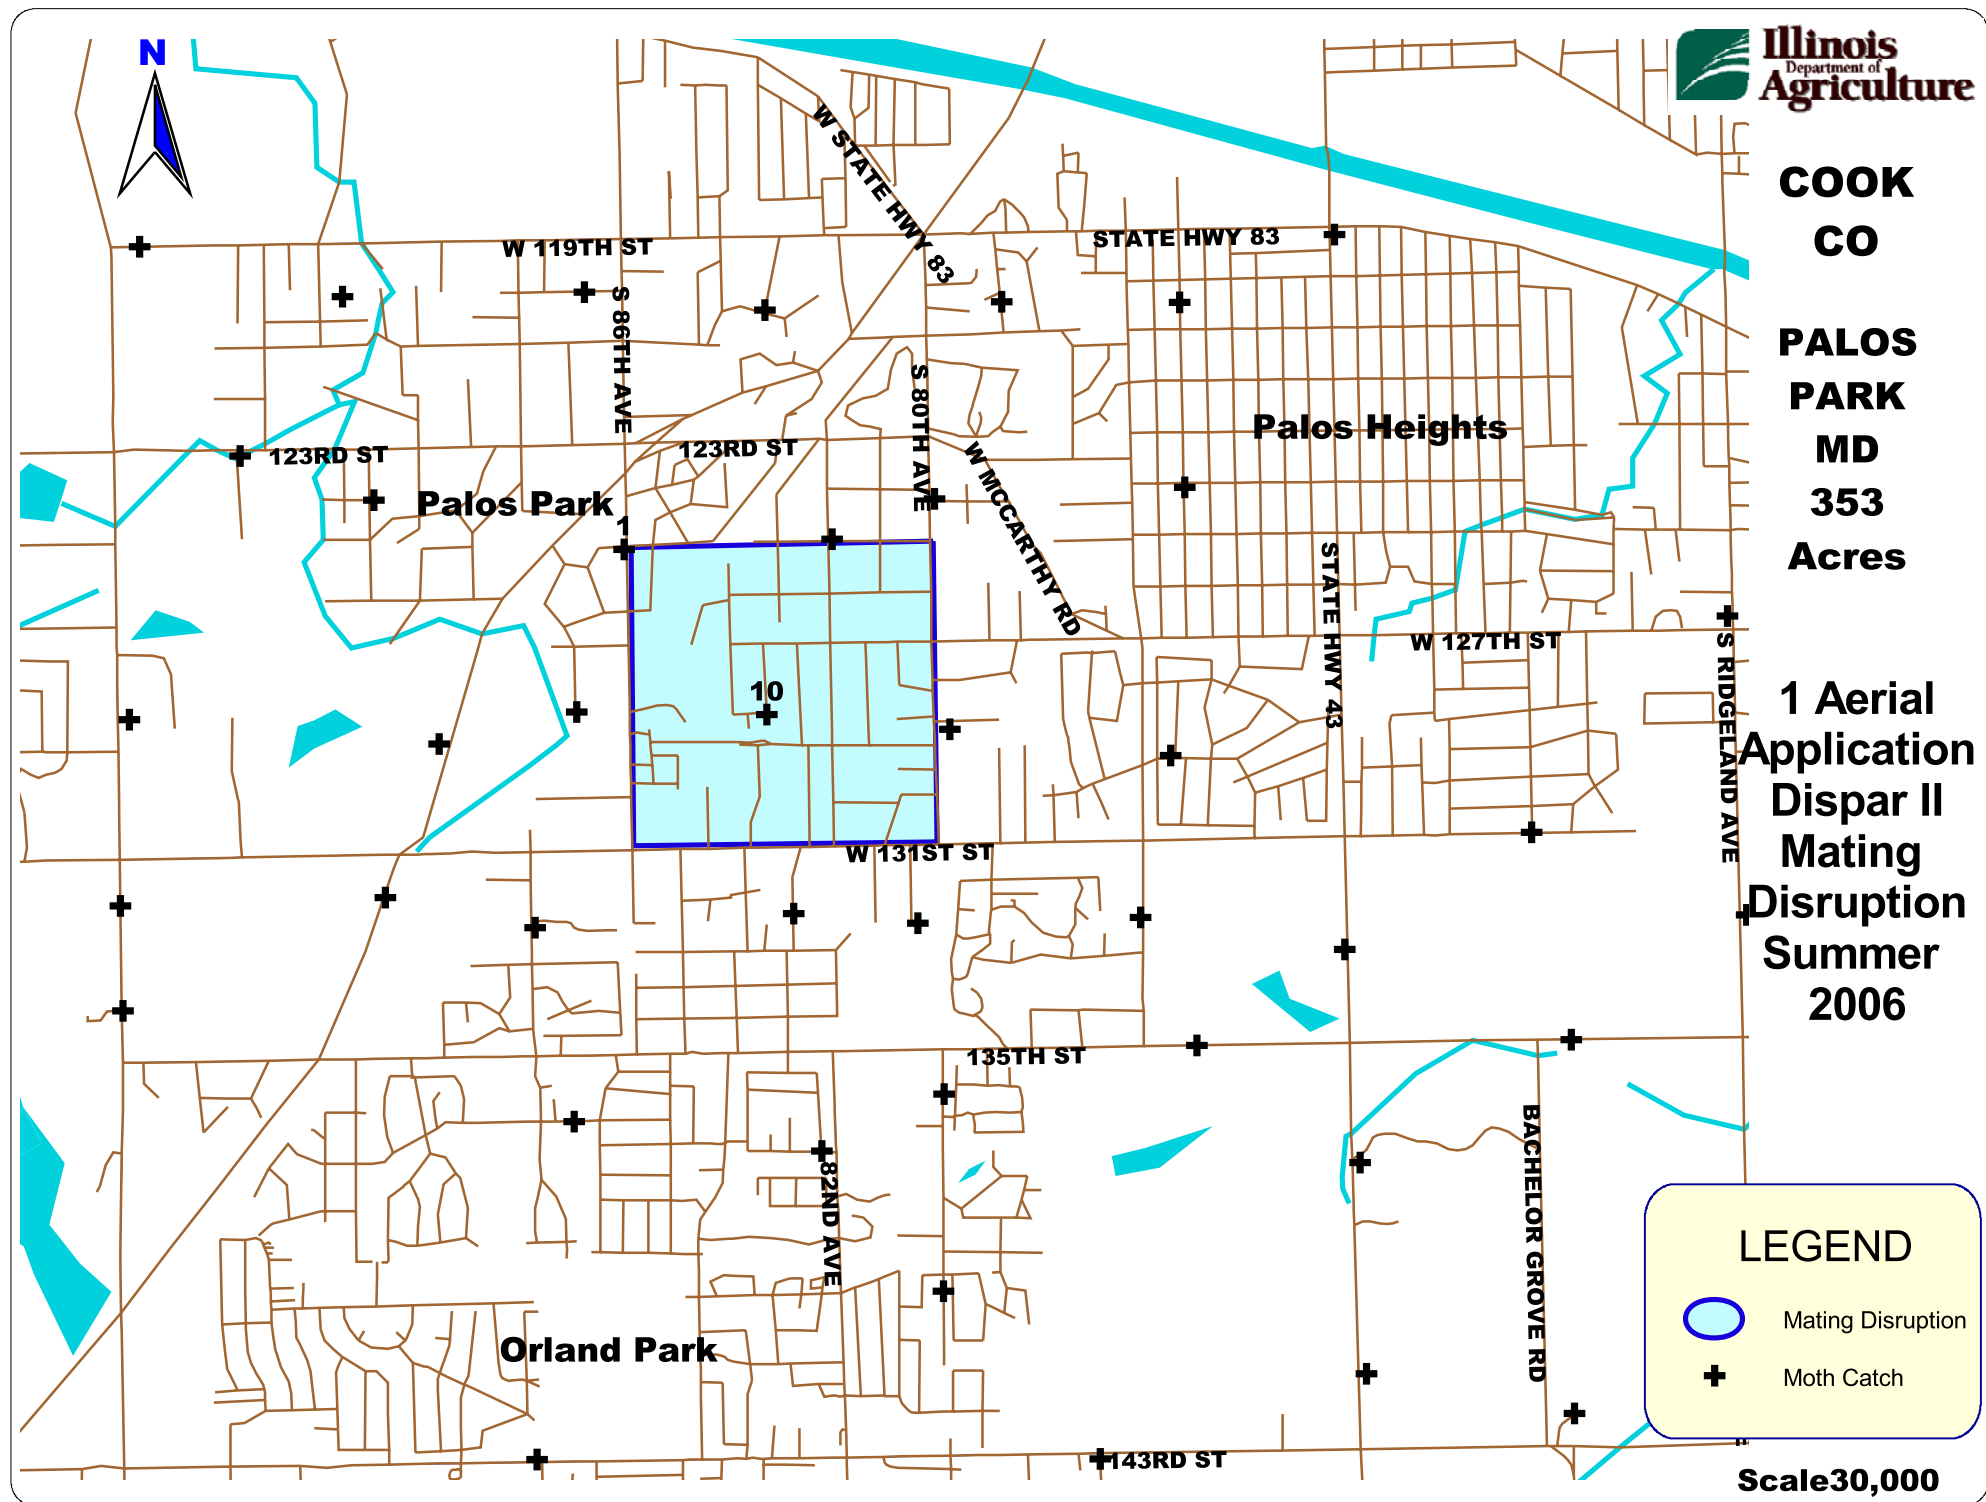 N
Illinois
Department of
Agriculture
COOK
CO
PALOS
PARK
MD
353
Acres
1 Aerial
Application
Dispar II
Mating
Disruption
Summer
2006
W STATE HWY 83
W 119TH ST
STATE HWY 83
S 86TH AVE
S 80TH AVE
123RD ST
123RD ST
Palos Heights
Palos Park
W MCCARTHY RD
1
STATE HWY 43
W 127TH ST
S RIDGELAND AVE
10
W 131ST ST
135TH ST
82ND AVE
BACHELOR GROVE RD
Orland Park
143RD ST
LEGEND
Mating Disruption
Moth Catch
Scale30,000